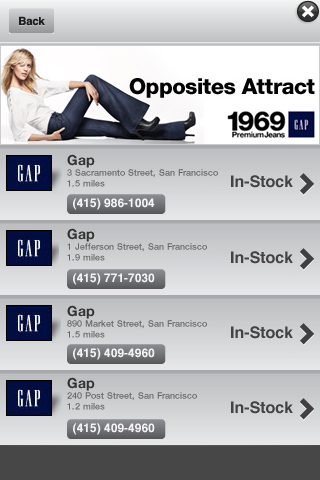 Back
Opposites Attract
1969
PremiumJeans
GAP
GAP
Gap
3 Sacramento Street, San Francisco
1.5 miles
(415) 986-1004
In-Stock
GAP
Gap
1 Jefferson Street, San Francisco
1.9 miles
(415) 771-7030
In-Stock
GAP
Gap
890 Market Street, San Francisco
1.5 miles
(415) 409-4960
In-Stock
GAP
Gap
240 Post Street, San Francisco
1.2 miles
(415) 409-4960
In-Stock